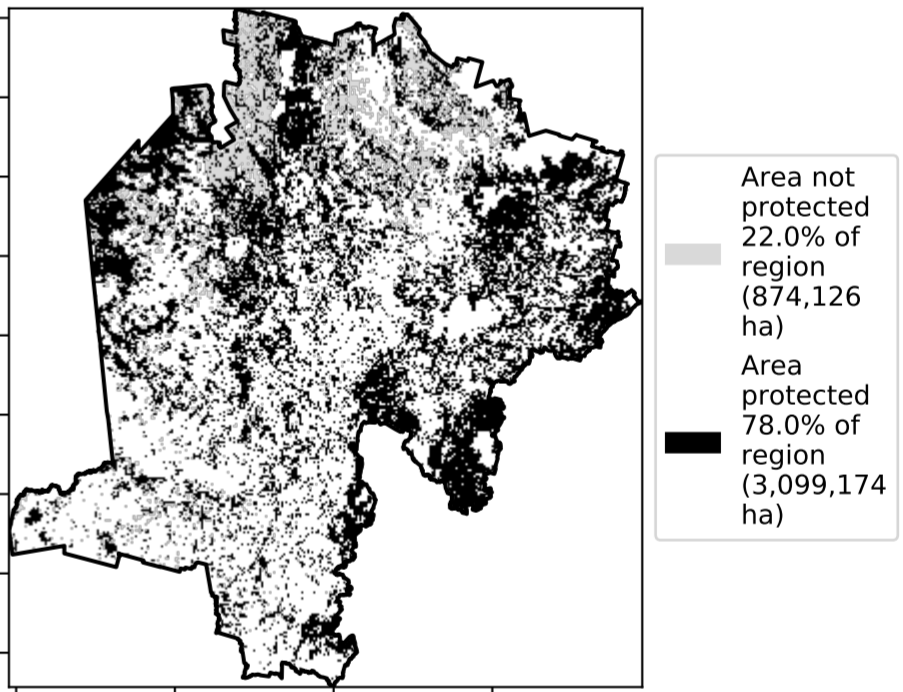 Area not
protected
22.0% of
region
(874,126
ha)
Area
protected
78.0% of
region
(3,099,174
ha)